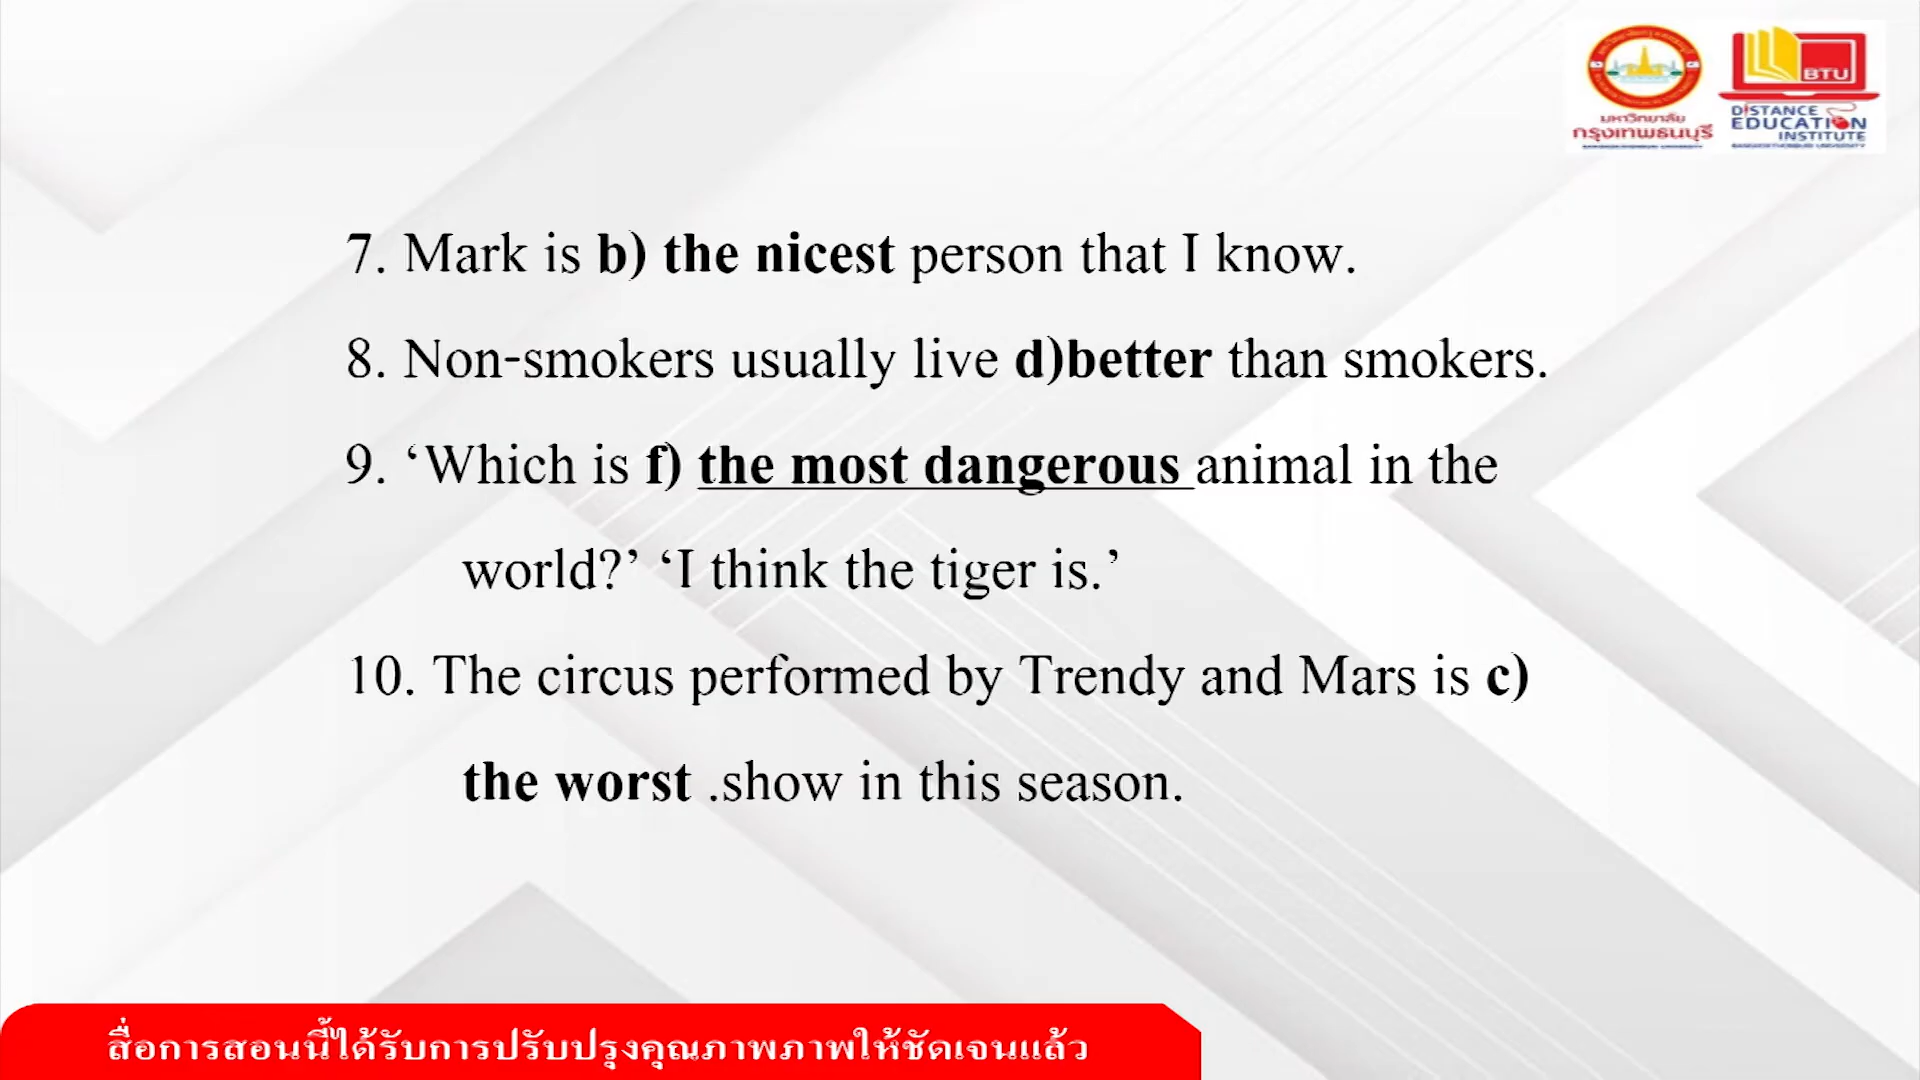 มหาวิทยาลัย
กรุงเทพธนบุรี
BTU
DISTANCE
EDUCATION
INSTITUTE
7. Mark is b) the nicest person that I know.
8. Non-smokers usually live d)better than smokers.
9. ‘Which is f) the most dangerous animal in the
world?’ ‘I think the tiger is.’
10. The circus performed by Trendy and Mars is c)
the worst .show in this season.
สื่อการสอนนี้ได้รับการปรับปรุงคุณภาพภาพให้ชัดเจนแล้ว